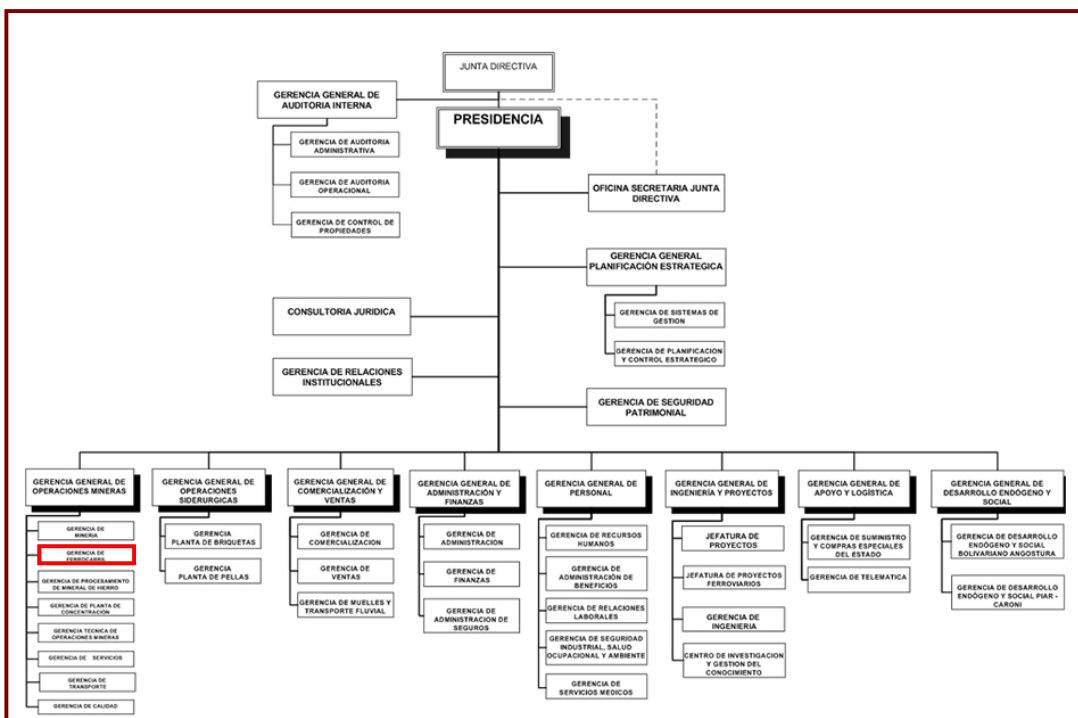 JUNTA DIRECTIVA
GERENCIA GENERAL DE
AUDITORIA INTERNA
PRESIDENCIA
GERENCIA DE AUDITORIA
ADMINISTRATIVA
GERENCIA DE AUDITORIA
OPERACIONAL
GERENCIA DE CONTROL DE
PROPIEDADES
OFICINA SECRETARIA JUNTA
DIRECTIVA
GERENCIA GENERAL
PLANIFICACIÓN ESTRATEGICA
GERENCIA DE SISTEMAS DE
GESTION
GERENCIA DE PLANIFICACION
Y CONTROL ESTRATEGICO
CONSULTORIA JURIDICA
GERENCIA DE RELACIONES
INSTITUCIONALES
GERENCIA DE SEGURIDAD
PATRIMONIAL
GERENCIA GENERAL DE
OPERACIONES MINERAS
GERENCIA DE
MINERIA
GERENCIA DE
FERROCARRIL
GERENCIA DE PROCESAMIENTO
DE MINERAL DE HIERRO
GERENCIA DE PLANTA DE
CONCENTRACIÓN
GERENCIA TECNICA DE
OPERACIONES MINERAS
GERENCIA DE SERVICIOS
GERENCIA DE
TRANSPORTE
GERENCIA DE CALIDAD
GERENCIA GENERAL DE
OPERACIONES
SIDERURGICAS
GERENCIA
PLANTA DE BRIQUETAS
GERENCIA
PLANTA DE PELLAS
GERENCIA GENERAL DE
COMERCIALIZACIÓN Y
VENTAS
GERENCIA DE
COMERCIALIZACION
GERENCIA DE
VENTAS
GERENCIA DE MUELLES Y
TRANSPORTE FLUVIAL
GERENCIA GENERAL DE
ADMINISTRACIÓN Y
FINANZAS
GERENCIA DE
ADMINISTRACION
GERENCIA DE
FINANZAS
GERENCIA DE
ADMINISTRACION DE
SEGUROS
GERENCIA GENERAL DE
PERSONAL
GERENCIA DE RECURSOS
HUMANOS
GERENCIA DE
ADMINISTRACIÓN DE
BENEFICIOS
GERENCIA DE RELACIONES
LABORALES
GERENCIA DE SEGURIDAD
INDUSTRIAL, SALUD
OCUPACIONAL Y AMBIENTE
GERENCIA DE
SERVICIOS MEDICOS
GERENCIA GENERAL DE
INGENIERÍA Y PROYECTOS
JEFATURA DE
PROYECTOS
JEFATURA DE PROYECTOS
FERROVIARIOS
GERENCIA DE
INGENIERIA
CENTRO DE INVESTIGACION
Y GESTION DEL
CONOCIMIENTO
GERENCIA GENERAL DE
APOYO Y LOGÍSTICA
GERENCIA DE SUMINISTRO
Y COMPRAS ESPECIALES
DEL ESTADO
GERENCIA DE TELEMATICA
GERENCIA GENERAL DE
DESARROLLO ENDÓGENO Y
SOCIAL
GERENCIA DE DESARROLLO
ENDÓGENO Y SOCIAL
BOLIVARIANO ANGOSTURA
GERENCIA DE DESARROLLO
ENDÓGENO Y SOCIAL PIAR -
CARONI